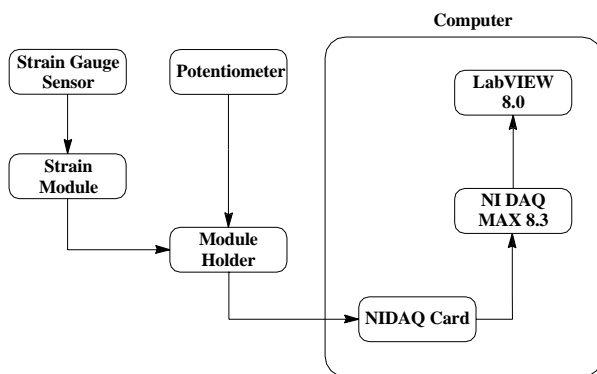 Computer
Strain Gauge
Sensor
Potentiometer
LabVIEW
8.0
Strain
Module
NI DAQ
MAX 8.3
Module
Holder
NIDAQ Card